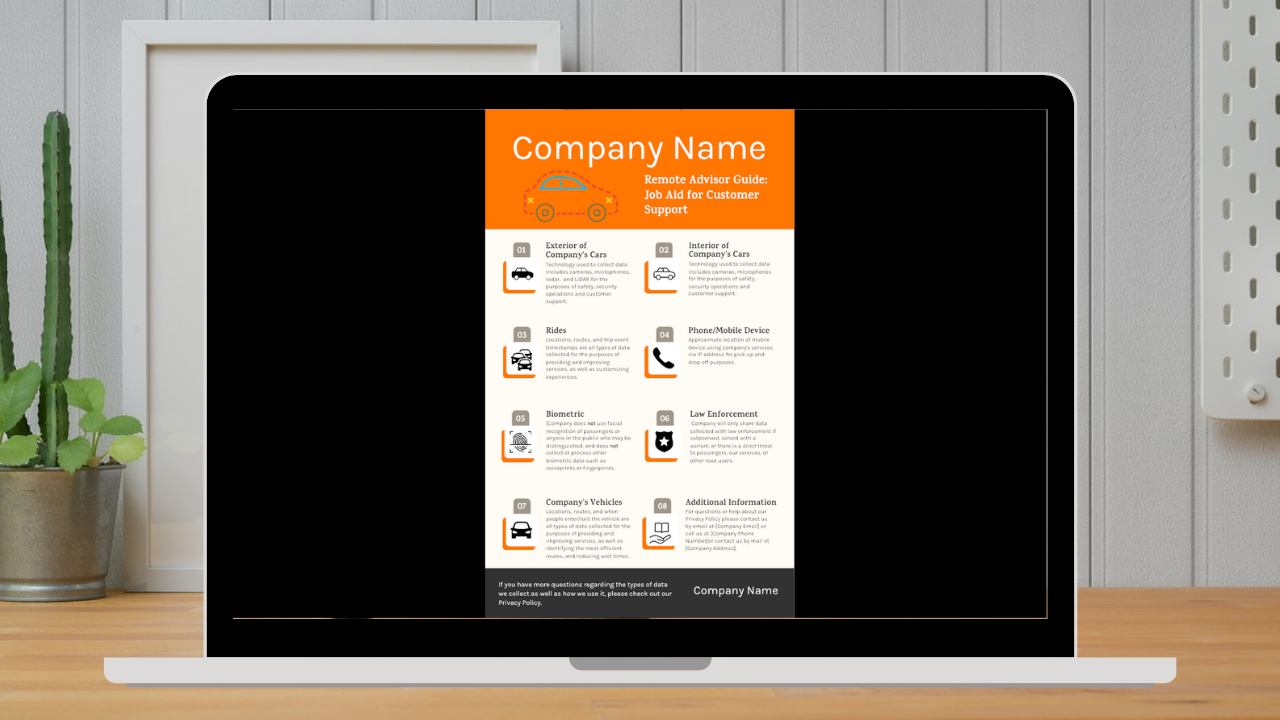 Company Name
Remote Advisor Guide:
Job Aid for Customer
Support
01
Exterior of
Company's Cars
Technology used to collect data
includes cameras, microphones,
radar, and LiDAR for the
purposes of safety, security
operations and customer
support.
02
Interior of
Company's Cars
Technology used to collect data
includes cameras, microphones
for the purposes of safety,
security operations and
customer support.
03
Rides
Locations, routes, and trip event
timestamps are all types of data
collected for the purposes of
providing and improving
services, as well as customizing
experiences.
04
Phone/Mobile Device
Approximate location of mobile
device using company's services
via IP address for pick up and
drop off purposes.
05
Biometric
[Company does not use facial
recognition of passengers or
anyone in the public who may be
distinguished, and does not
collect or process other
biometric data such as
voiceprints or fingerprints.
06
Law Enforcement
Company will only share data
collected with law enforcement if
subpoenaed, served with a
warrant, or there is a direct threat
to passengers, our services, or
other road users.
07
Company's Vehicles
Locations, routes, and when
people enter/exit the vehicle are
all types of data collected for the
purposes of providing and
improving services, as well as
identifying the most efficient
routes, and reducing wait times.
08
Additional Information
For questions or help about our
Privacy Policy please contact us
by email at [Company Email] or
call us at [Company Phone
Number]or contact us by mail at
[Company Address].
If you have more questions regarding the types of data
we collect as well as how we use it, please check out our
Privacy Policy.
Company Name